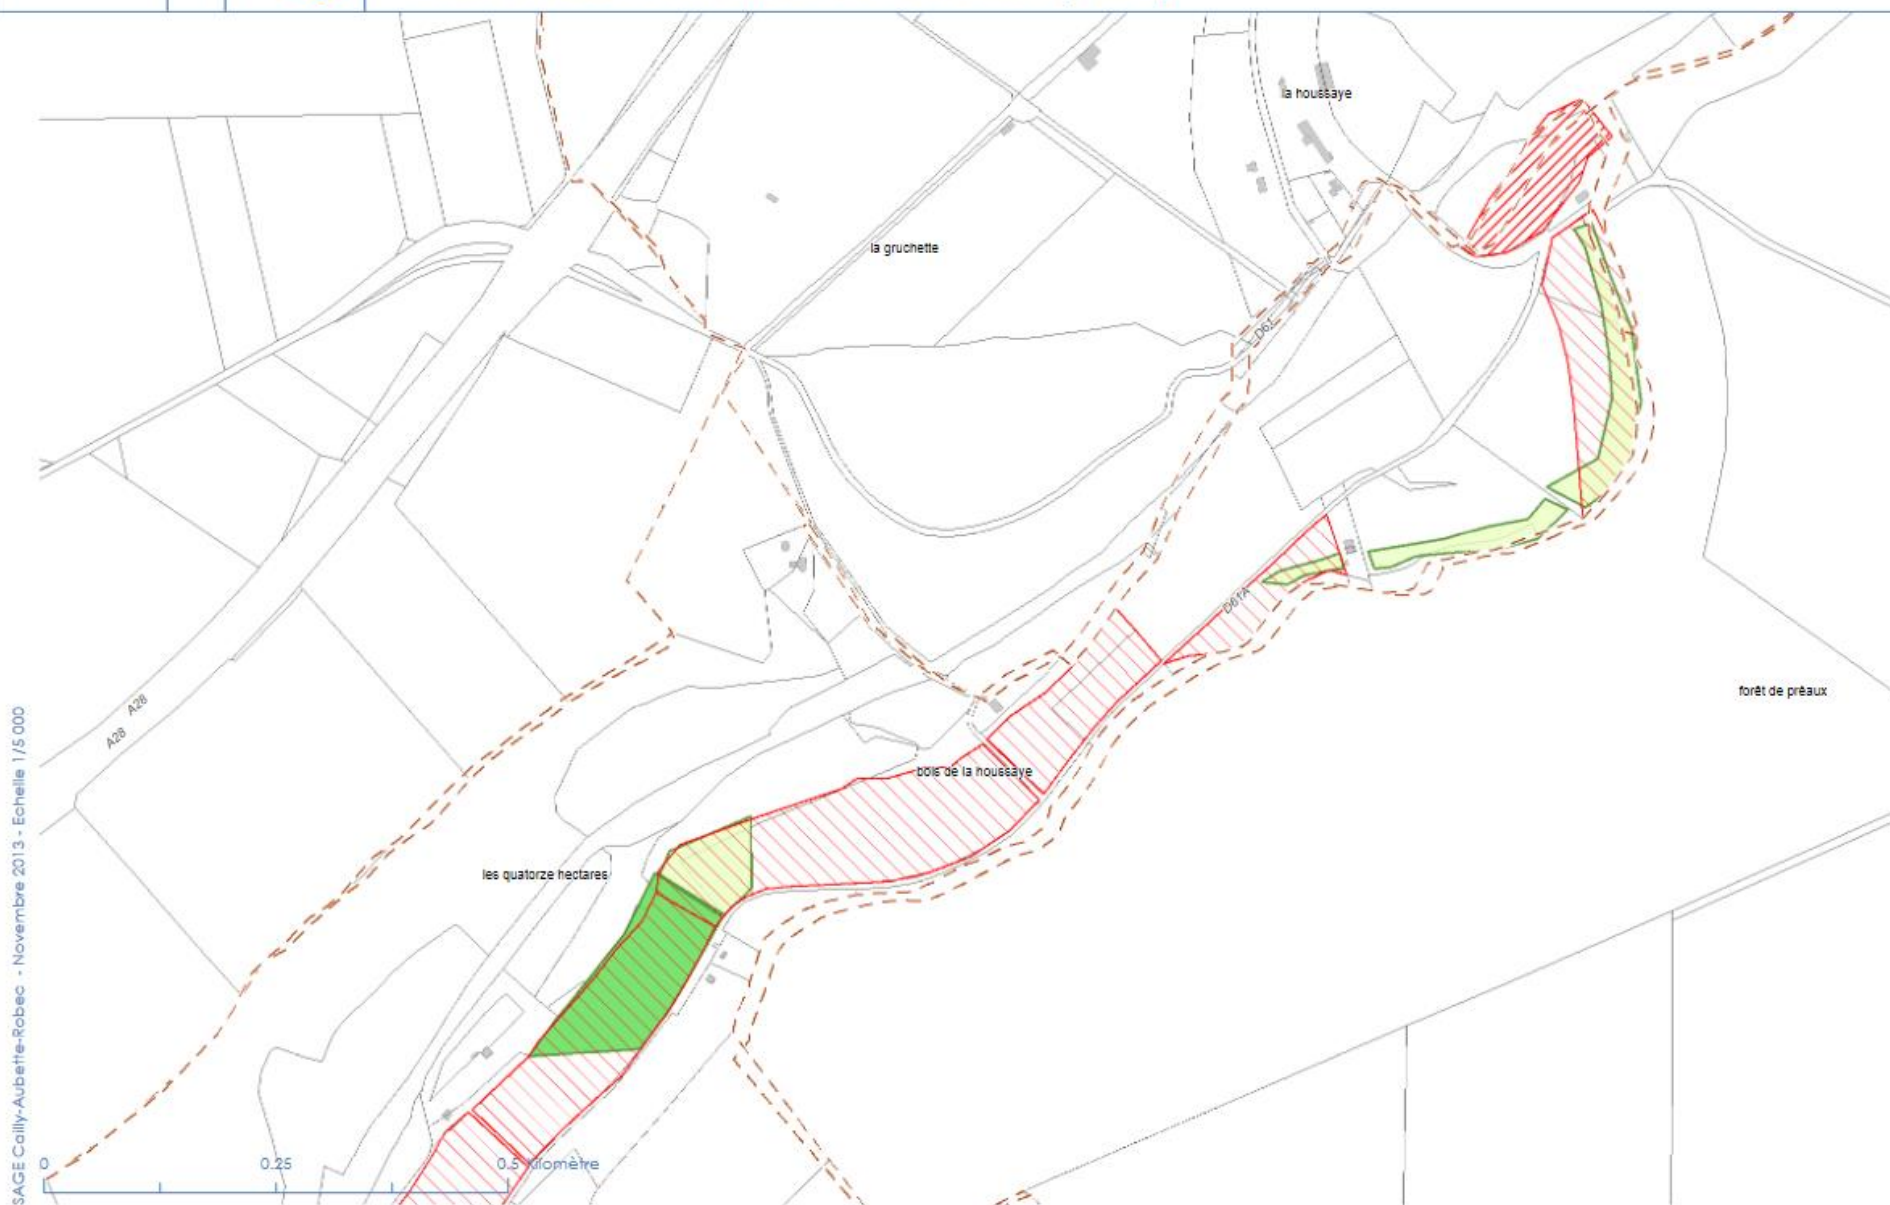 la houssaye
la gruchette
D61
D61A
forêt de préaux
A28
A28
bois de la houssaye
les quatorze hectares
0
0.25
0.5 Kilomètre
SAGE Cailly-Aubette-Robec - Novembre 2013 - Echelle 1/5 000